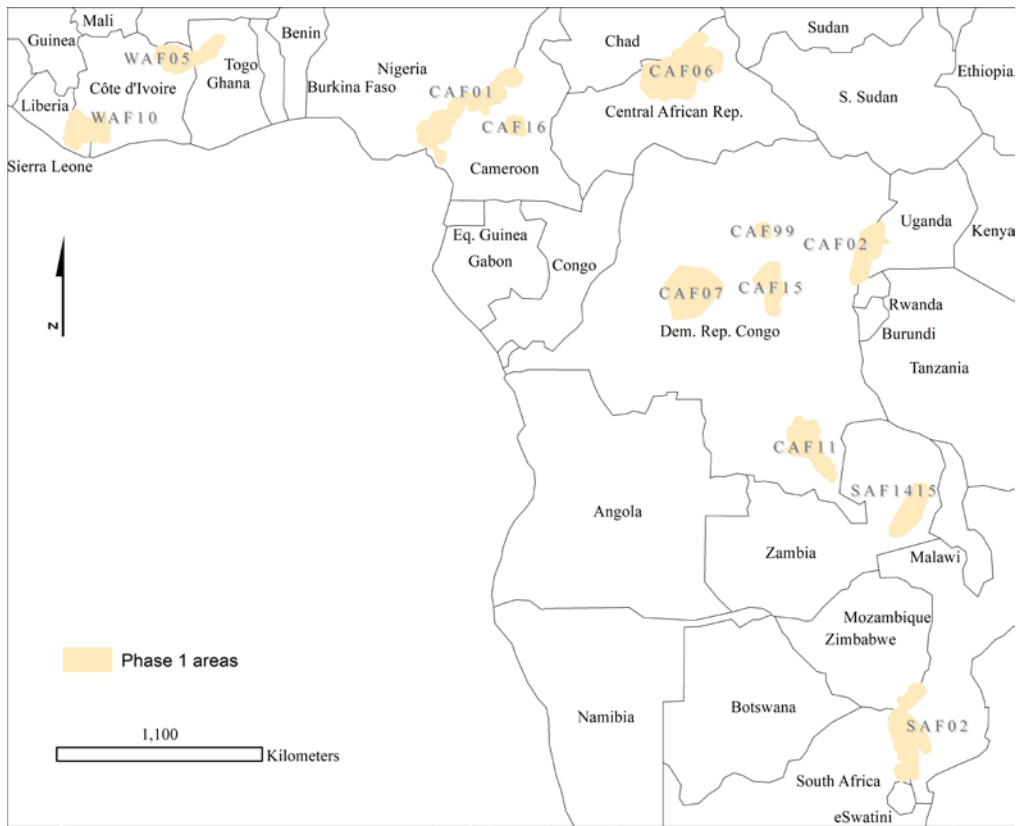 Mali
Guinea
WAF05
Benin
Togo
Ghana
Burkina Faso
Nigeria
Côte d'Ivoire
Liberia
WAF10
Sierra Leone
CAF01
CAF16
Cameroon
Chad
CAF06
Central African Rep.
Sudan
Ethiopia
S. Sudan
Eq. Guinea
Gabon
Congo
CAF99
CAF02
Uganda
Kenya
CAF07
CAF15
Dem. Rep. Congo
Rwanda
Burundi
Tanzania
N
CAF11
SAF1415
Angola
Zambia
Malawi
Mozambique
Zimbabwe
Phase 1 areas
Namibia
Botswana
SAF02
1,100
Kilometers
South Africa
eSwatini